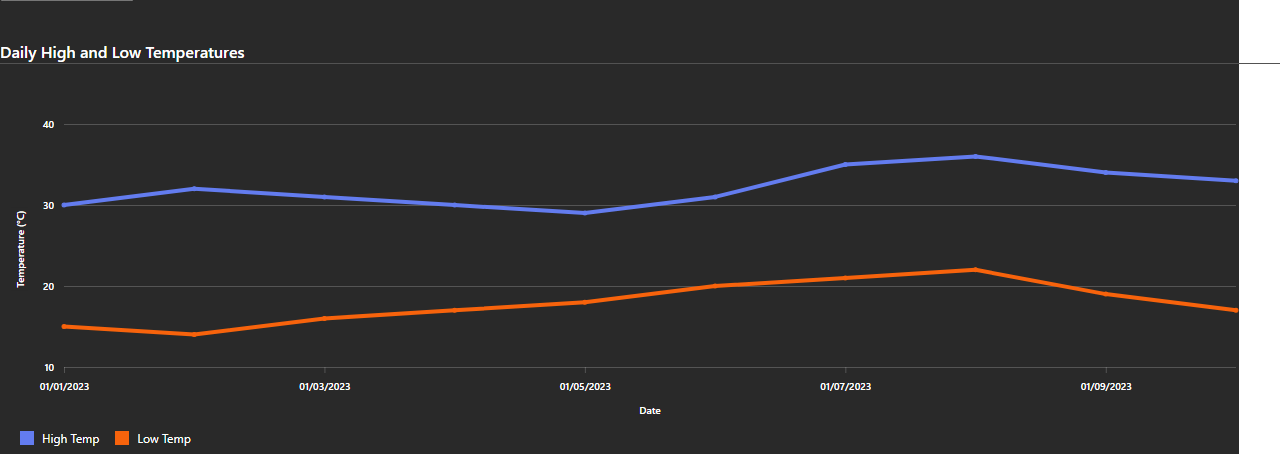 Daily High and Low Temperatures
40
30
20
10
Temperature (°C)
01/01/2023 01/03/2023 01/05/2023 01/07/2023 01/09/2023
Date
High Temp Low Temp